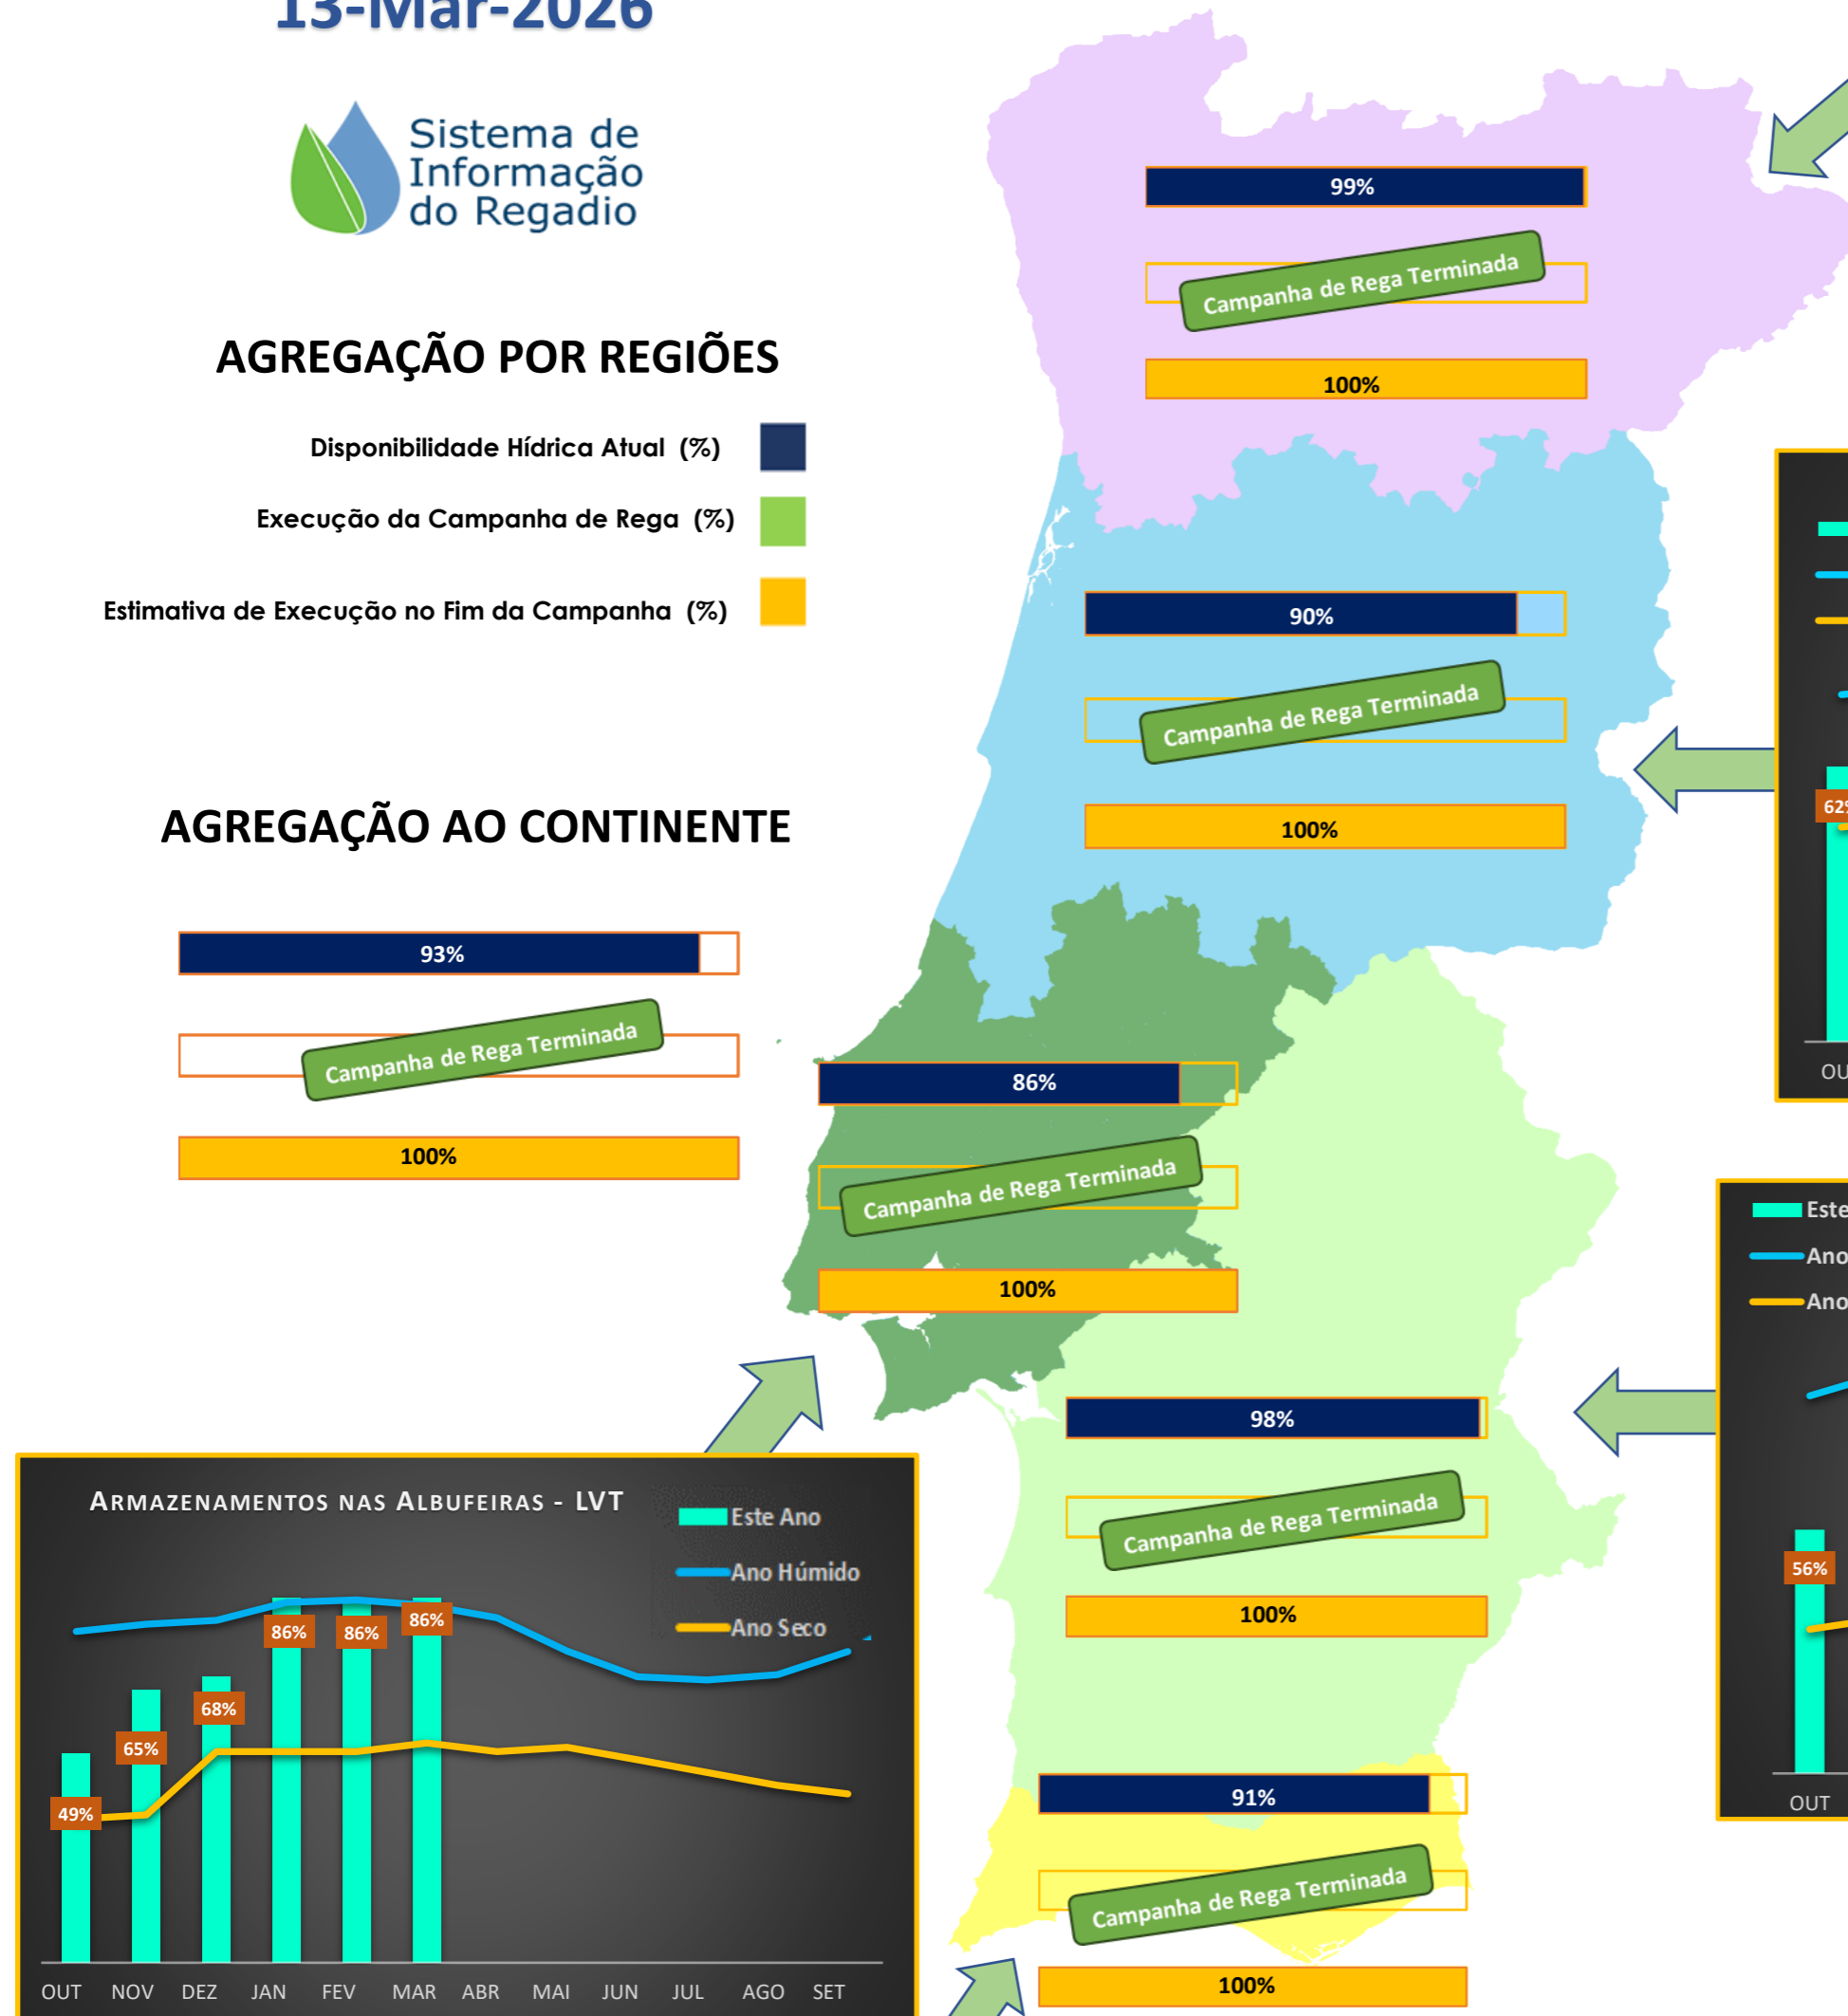 13-Mar-2026
Sistema de
Informação
do Regadio
AGREGAÇÃO POR REGIÕES
Disponibilidade Hídrica Atual (%)
Execução da Campanha de Rega (%)
Estimativa de Execução no Fim da Campanha (%)
AGREGAÇÃO AO CONTINENTE
93%
Campanha de Rega Terminada
100%
99%
Campanha de Rega Terminada
100%
90%
Campanha de Rega Terminada
100%
86%
Campanha de Rega Terminada
100%
98%
Campanha de Rega Terminada
100%
91%
Campanha de Rega Terminada
100%
ARMAZENAMENTOS NAS ALBUFEIRAS - LVT
Este Ano
Ano Húmido
Ano Seco
49%
65%
68%
86%
86%
86%
OUT NOV DEZ JAN FEV MAR ABR MAI JUN JUL AGO SET
62
OU
Este
Ano
Ano
56%
OUT